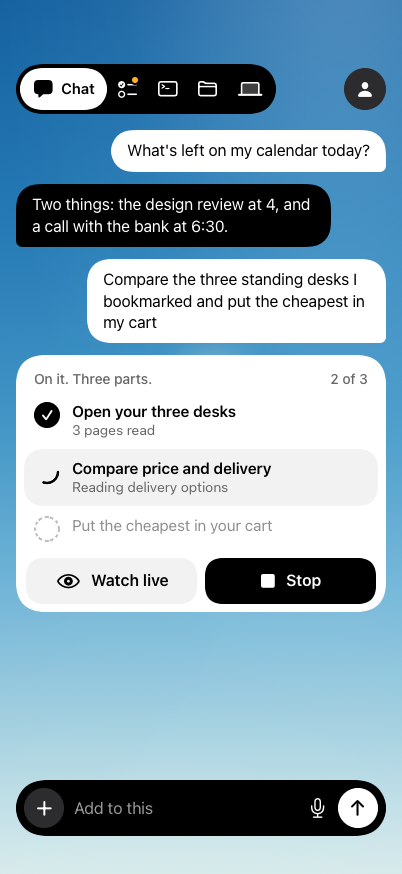 Chat
What's left on my calendar today?
Two things: the design review at 4, and
a call with the bank at 6:30.
Compare the three standing desks I
bookmarked and put the cheapest in
my cart
On it. Three parts.
2 of 3
Open your three desks
3 pages read
Compare price and delivery
Reading delivery options
Put the cheapest in your cart
Watch live
Stop
Add to this